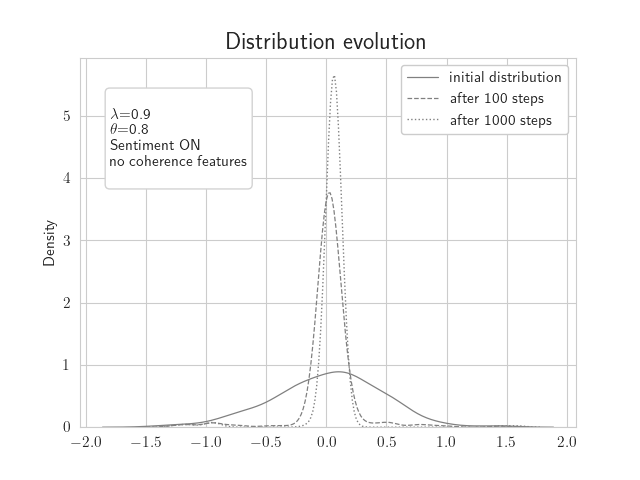 Distribution evolution
λ=0.9
θ=0.8
Sentiment ON
no coherence features
initial distribution
after 100 steps
after 1000 steps
Density
5
4
3
2
1
0
−2.0 −1.5 −1.0 −0.5 0.0 0.5 1.0 1.5 2.0